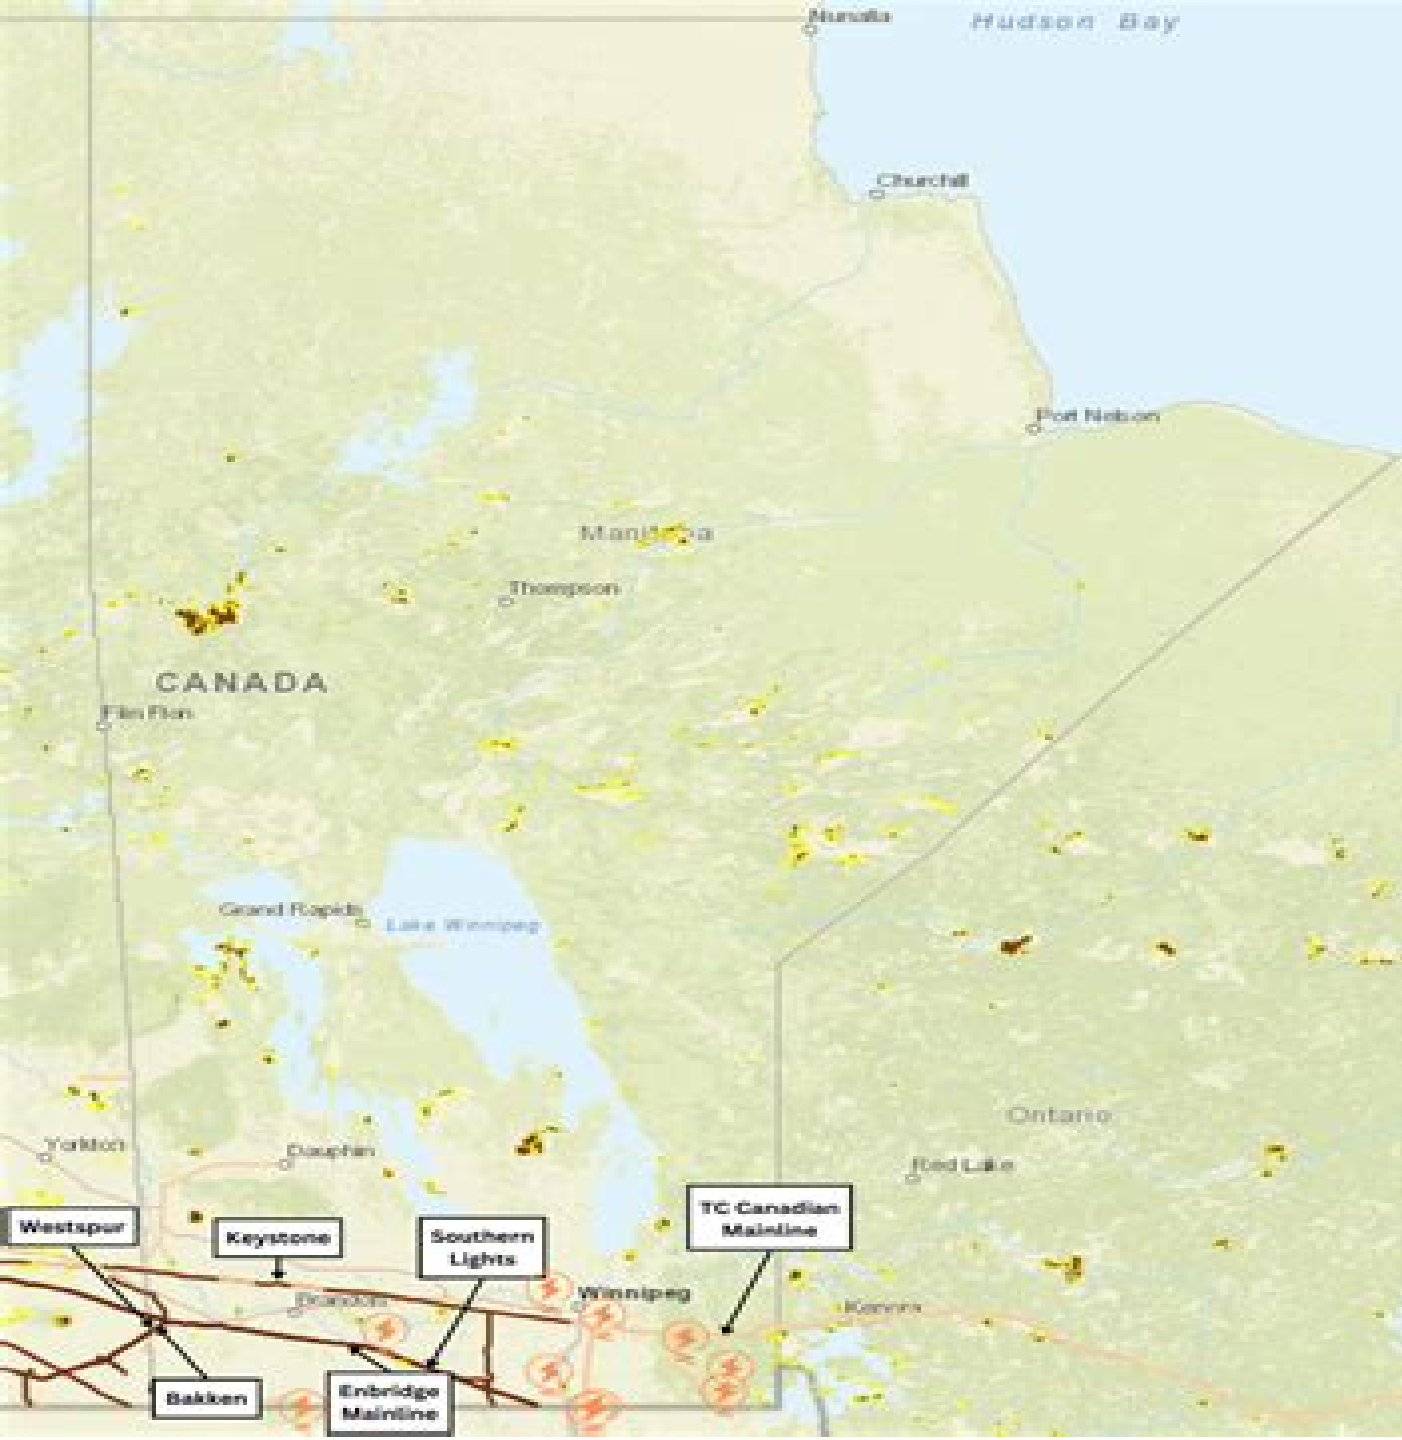 Nunalla
Hudson Bay
Churchill
Port Nelson
Manitoba
Thompson
CANADA
Flin Flon
Grand Rapids
Lake Winnipeg
Ontario
Yorkton
Dauphin
Red Lake
Westspur
Keystone
Southern
Lights
TC Canadian
Mainline
Winnipeg
Brandon
Kenora
Bakken
Enbridge
Mainline